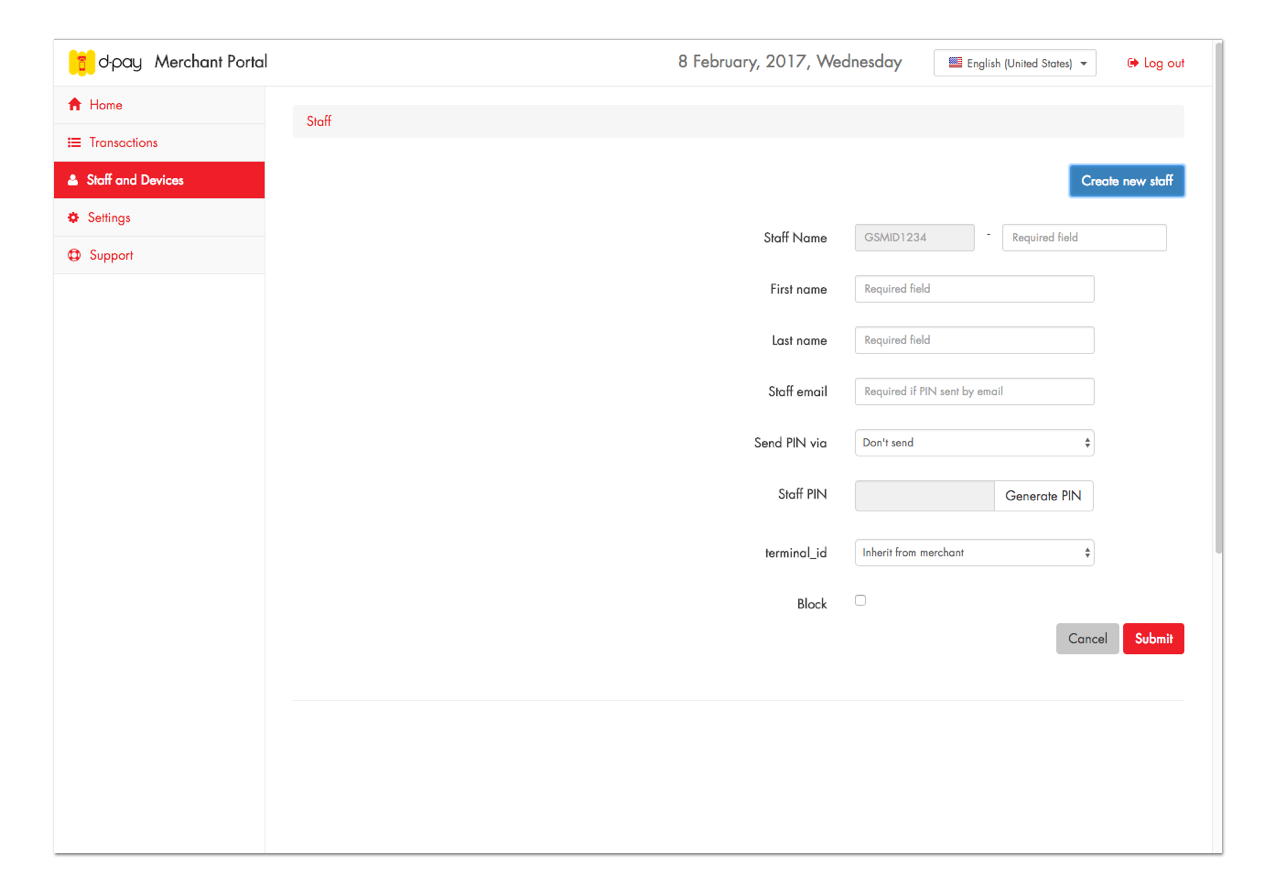 d-pay Merchant Portal
8 February, 2017, Wednesday
English (United States)
Log out
Home
Transactions
Staff and Devices
Settings
Support
Staff
Create new staff
Staff Name GSMID1234 - Required field
First name Required field
Last name Required field
Staff email Required if PIN sent by email
Send PIN via Don't send
Staff PIN Generate PIN
terminal_id Inherit from merchant
Block
Cancel Submit